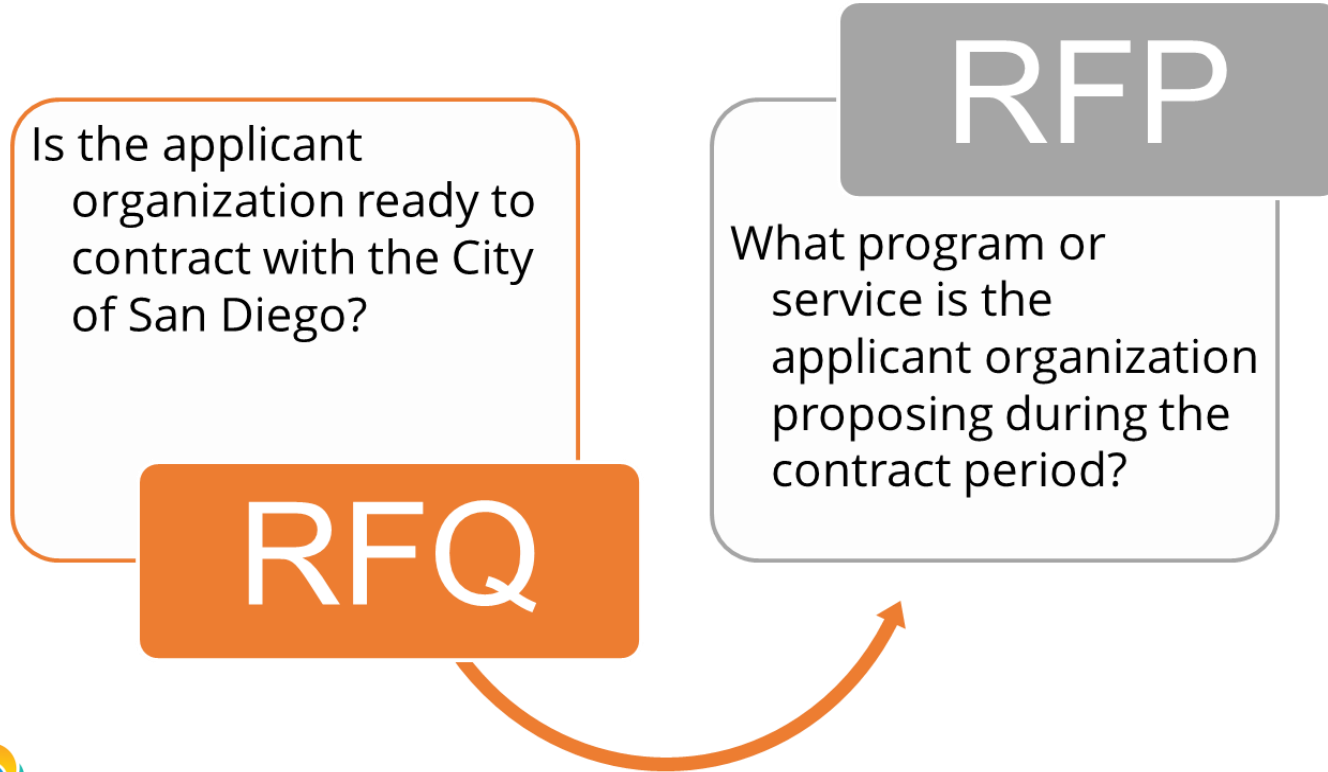 Is the applicant
organization ready to
contract with the City
of San Diego?
RFQ
RFP
What program or
service is the
applicant organization
proposing during the
contract period?